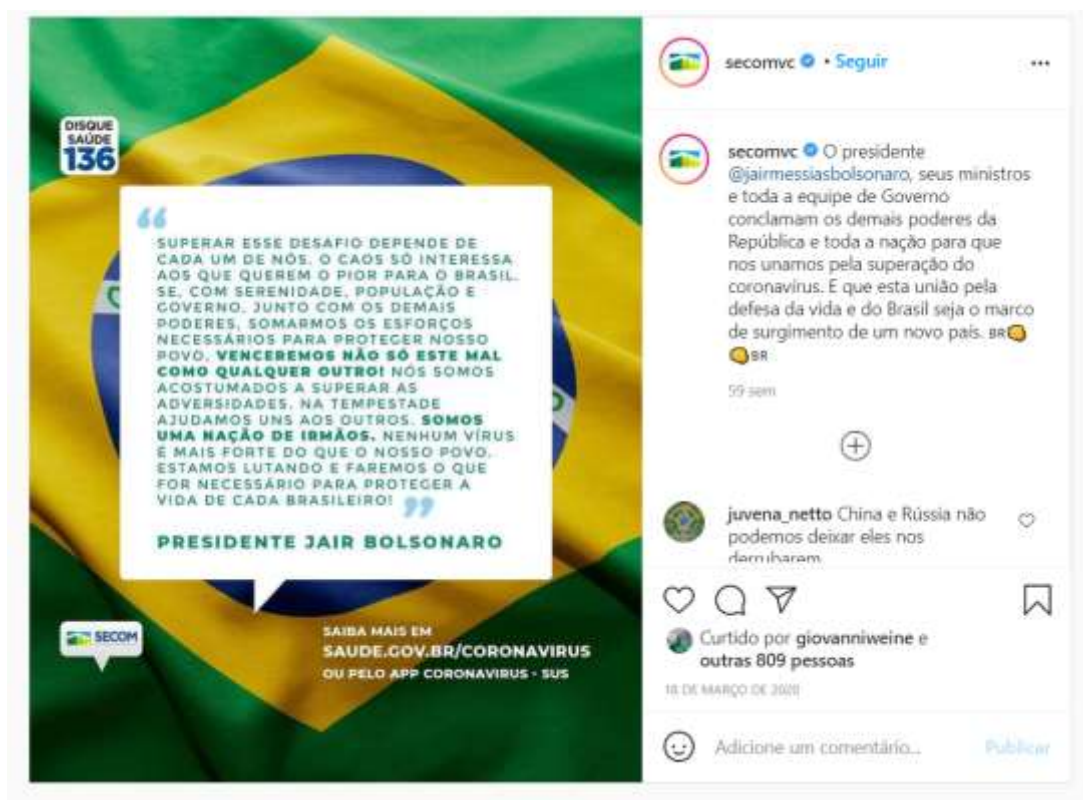 DISQUE
SAÚDE
136
“
SUPERAR ESSE DESAFIO DEPENDE DE
CADA UM DE NÓS. O CAOS SÓ INTERESSA
AOS QUE QUEREM O PIOR PARA O BRASIL.
SE, COM SERENIDADE, POPULAÇÃO E
GOVERNO, JUNTO COM OS DEMAIS
PODERES, SOMARMOS OS ESFORÇOS
NECESSÁRIOS PARA PROTEGER NOSSO
POVO, VENCEREMOS NÃO SÓ ESTE MAL
COMO QUALQUER OUTRO! NÓS SOMOS
ACOSTUMADOS A SUPERAR AS
ADVERSIDADES, NA TEMPESTADE
AJUDAMOS UNS AOS OUTROS. SOMOS
UMA NAÇÃO DE IRMÃOS. NENHUM VÍRUS
É MAIS FORTE DO QUE O NOSSO POVO.
ESTAMOS LUTANDO E FAREMOS O QUE
FOR NECESSÁRIO PARA PROTEGER A
VIDA DE CADA BRASILEIRO! ”
PRESIDENTE JAIR BOLSONARO
SECOM
SAIBA MAIS EM
SAUDE.GOV.BR/CORONAVIRUS
OU PELO APP CORONAVIRUS - SUS
secomvc • Seguir
secomvc O presidente
@jairmessiasbolsonaro, seus ministros
e toda a equipe de Governo
conclamam os demais poderes da
República e toda a nação para que
nos unamos pela superação do
coronavírus. E que esta união pela
defesa da vida e do Brasil seja o marco
de surgimento de um novo país. BR
BR
59 sem
juvena_netto China e Rússia não
podemos deixar eles nos
derrubarem
Curtido por giovanniweine e
outras 809 pessoas
18 DE MARÇO DE 2020
Adicione um comentário...
Publicar